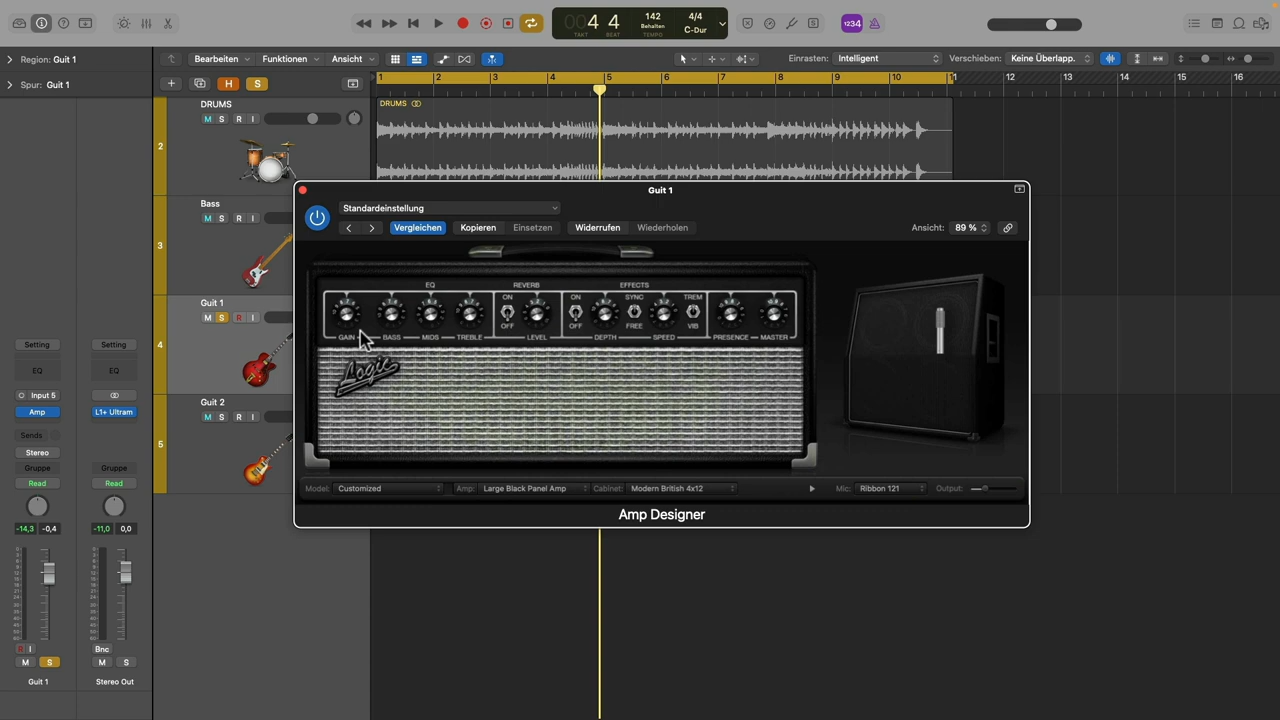 004 4
TAKT BEAT
142
Behalten
TEMPO
4/4
C-Dur
1234
Region: Guit 1
Bearbeiten
Funktionen
Ansicht
Einrasten: Intelligent
Verschieben: Keine Überlapp.
Spur: Guit 1
H
S
1 2 3 4 5 6 7 8 9 10 11 12 13 14 15 16
DRUMS
M S R I
2
DRUMS
Bass
M S R I
3
Guit 1
M S R I
4
Guit 2
M S R I
5
Guit 1
Standardeinstellung
Vergleichen
Kopieren
Einsetzen
Widerrufen
Wiederholen
Ansicht: 89 %
EQ
REVERB
EFFECTS
ON
OFF
ON
OFF
SYNC
FREE
TREM
VIB
GAIN BASS MIDS TREBLE LEVEL DEPTH SPEED PRESENCE MASTER
Logic
Model: Customized
Amp: Large Black Panel Amp
Cabinet: Modern British 4x12
Mic: Ribbon 121
Output:
Amp Designer
Setting Setting
EQ EQ
Input 5
Amp L1+ Ultram
Sends
Stereo
Gruppe Gruppe
Read Read
-14,3 -0,4 -11,0 0,0
R I Bnc
M S M S
Guit 1 Stereo Out